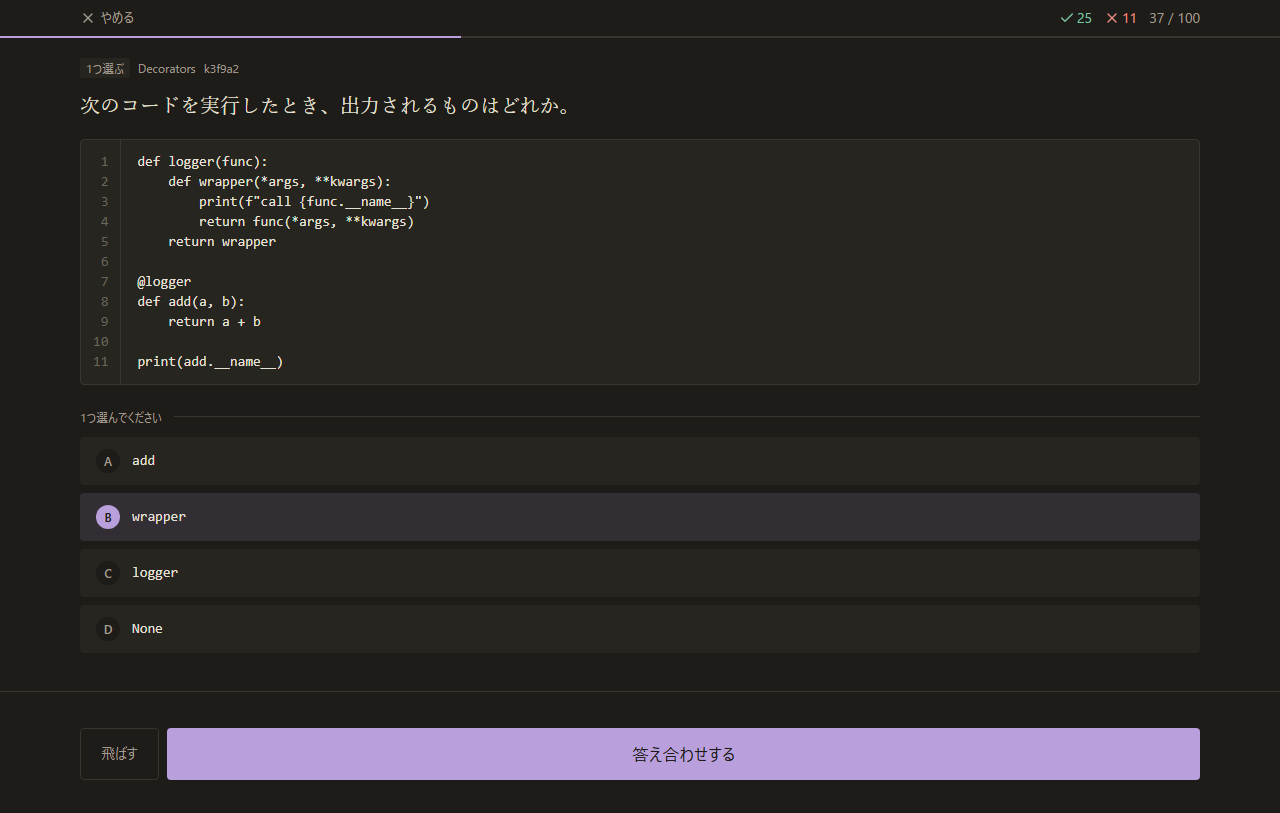 やめる
25 11 37 / 100
1つ選ぶ Decorators k3f9a2
次のコードを実行したとき、出力されるものはどれか。
1 def logger(func):
2     def wrapper(*args, **kwargs):
3         print(f"call {func.__name__}")
4         return func(*args, **kwargs)
5     return wrapper
6
7 @logger
8 def add(a, b):
9     return a + b
10
11 print(add.__name__)
1つ選んでください
A add
B wrapper
C logger
D None
飛ばす 答え合わせする